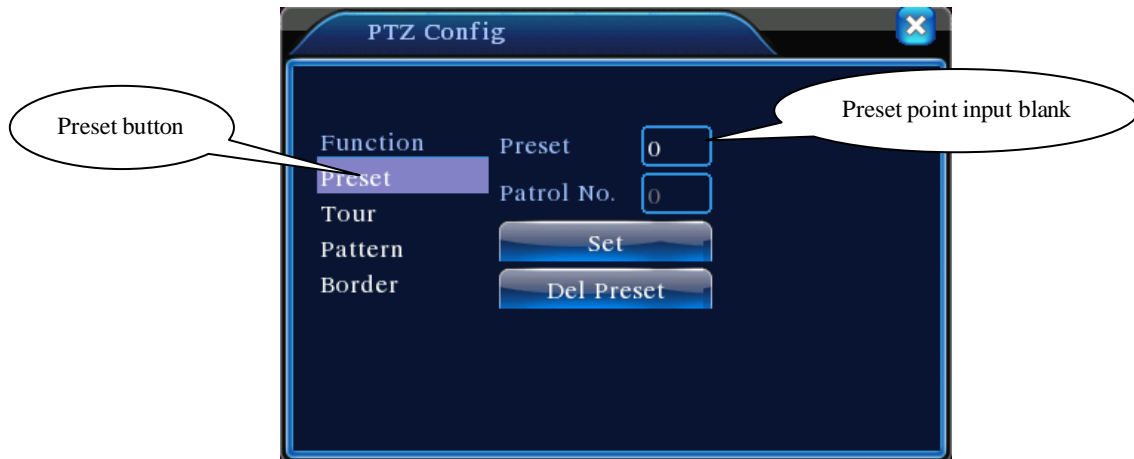 PTZ Config
Preset button
Preset point input blank
Function
Preset
Tour
Pattern
Border
Preset 0
Patrol No. 0
Set
Del Preset